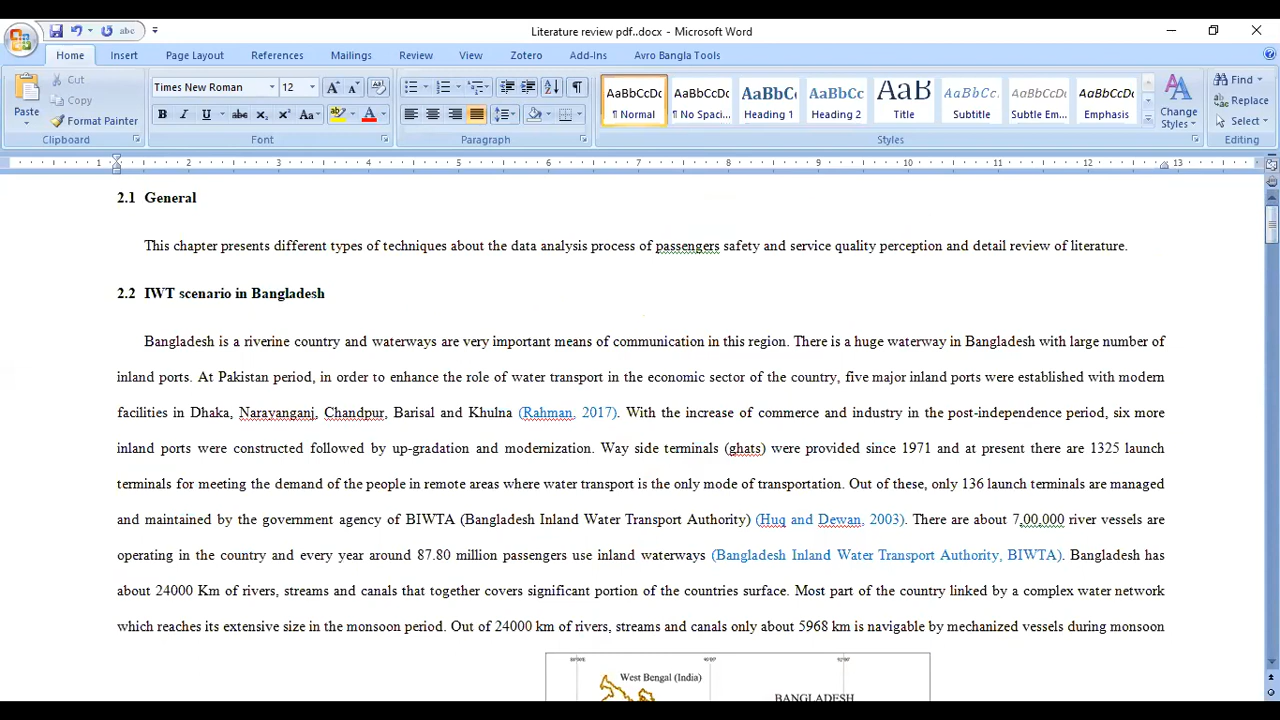 Literature review pdf..docx - Microsoft Word
Home Insert Page Layout References Mailings Review View Zotero Add-Ins Avro Bangla Tools
Paste
Cut
Copy
Format Painter
Clipboard
Times New Roman 12
Font
Paragraph
AaBbCcDc AaBbCcDc AaBbCc AaBbCc AaB AaBbCc. AaBbCcDc AaBbCcDc
¶ Normal ¶ No Spaci... Heading 1 Heading 2 Title Subtitle Subtle Em... Emphasis
Styles
Change Styles
Find
Replace
Select
Editing
1 1 2 3 4 5 6 7 8 9 10 11 12 13
2.1 General
This chapter presents different types of techniques about the data analysis process of passengers safety and service quality perception and detail review of literature.
2.2 IWT scenario in Bangladesh
Bangladesh is a riverine country and waterways are very important means of communication in this region. There is a huge waterway in Bangladesh with large number of
inland ports. At Pakistan period, in order to enhance the role of water transport in the economic sector of the country, five major inland ports were established with modern
facilities in Dhaka, Narayanganj, Chandpur, Barisal and Khulna (Rahman, 2017). With the increase of commerce and industry in the post-independence period, six more
inland ports were constructed followed by up-gradation and modernization. Way side terminals (ghats) were provided since 1971 and at present there are 1325 launch
terminals for meeting the demand of the people in remote areas where water transport is the only mode of transportation. Out of these, only 136 launch terminals are managed
and maintained by the government agency of BIWTA (Bangladesh Inland Water Transport Authority) (Huq and Dewan, 2003). There are about 7,00,000 river vessels are
operating in the country and every year around 87.80 million passengers use inland waterways (Bangladesh Inland Water Transport Authority, BIWTA). Bangladesh has
about 24000 Km of rivers, streams and canals that together covers significant portion of the countries surface. Most part of the country linked by a complex water network
which reaches its extensive size in the monsoon period. Out of 24000 km of rivers, streams and canals only about 5968 km is navigable by mechanized vessels during monsoon
West Bengal (India)
BANGLADESH